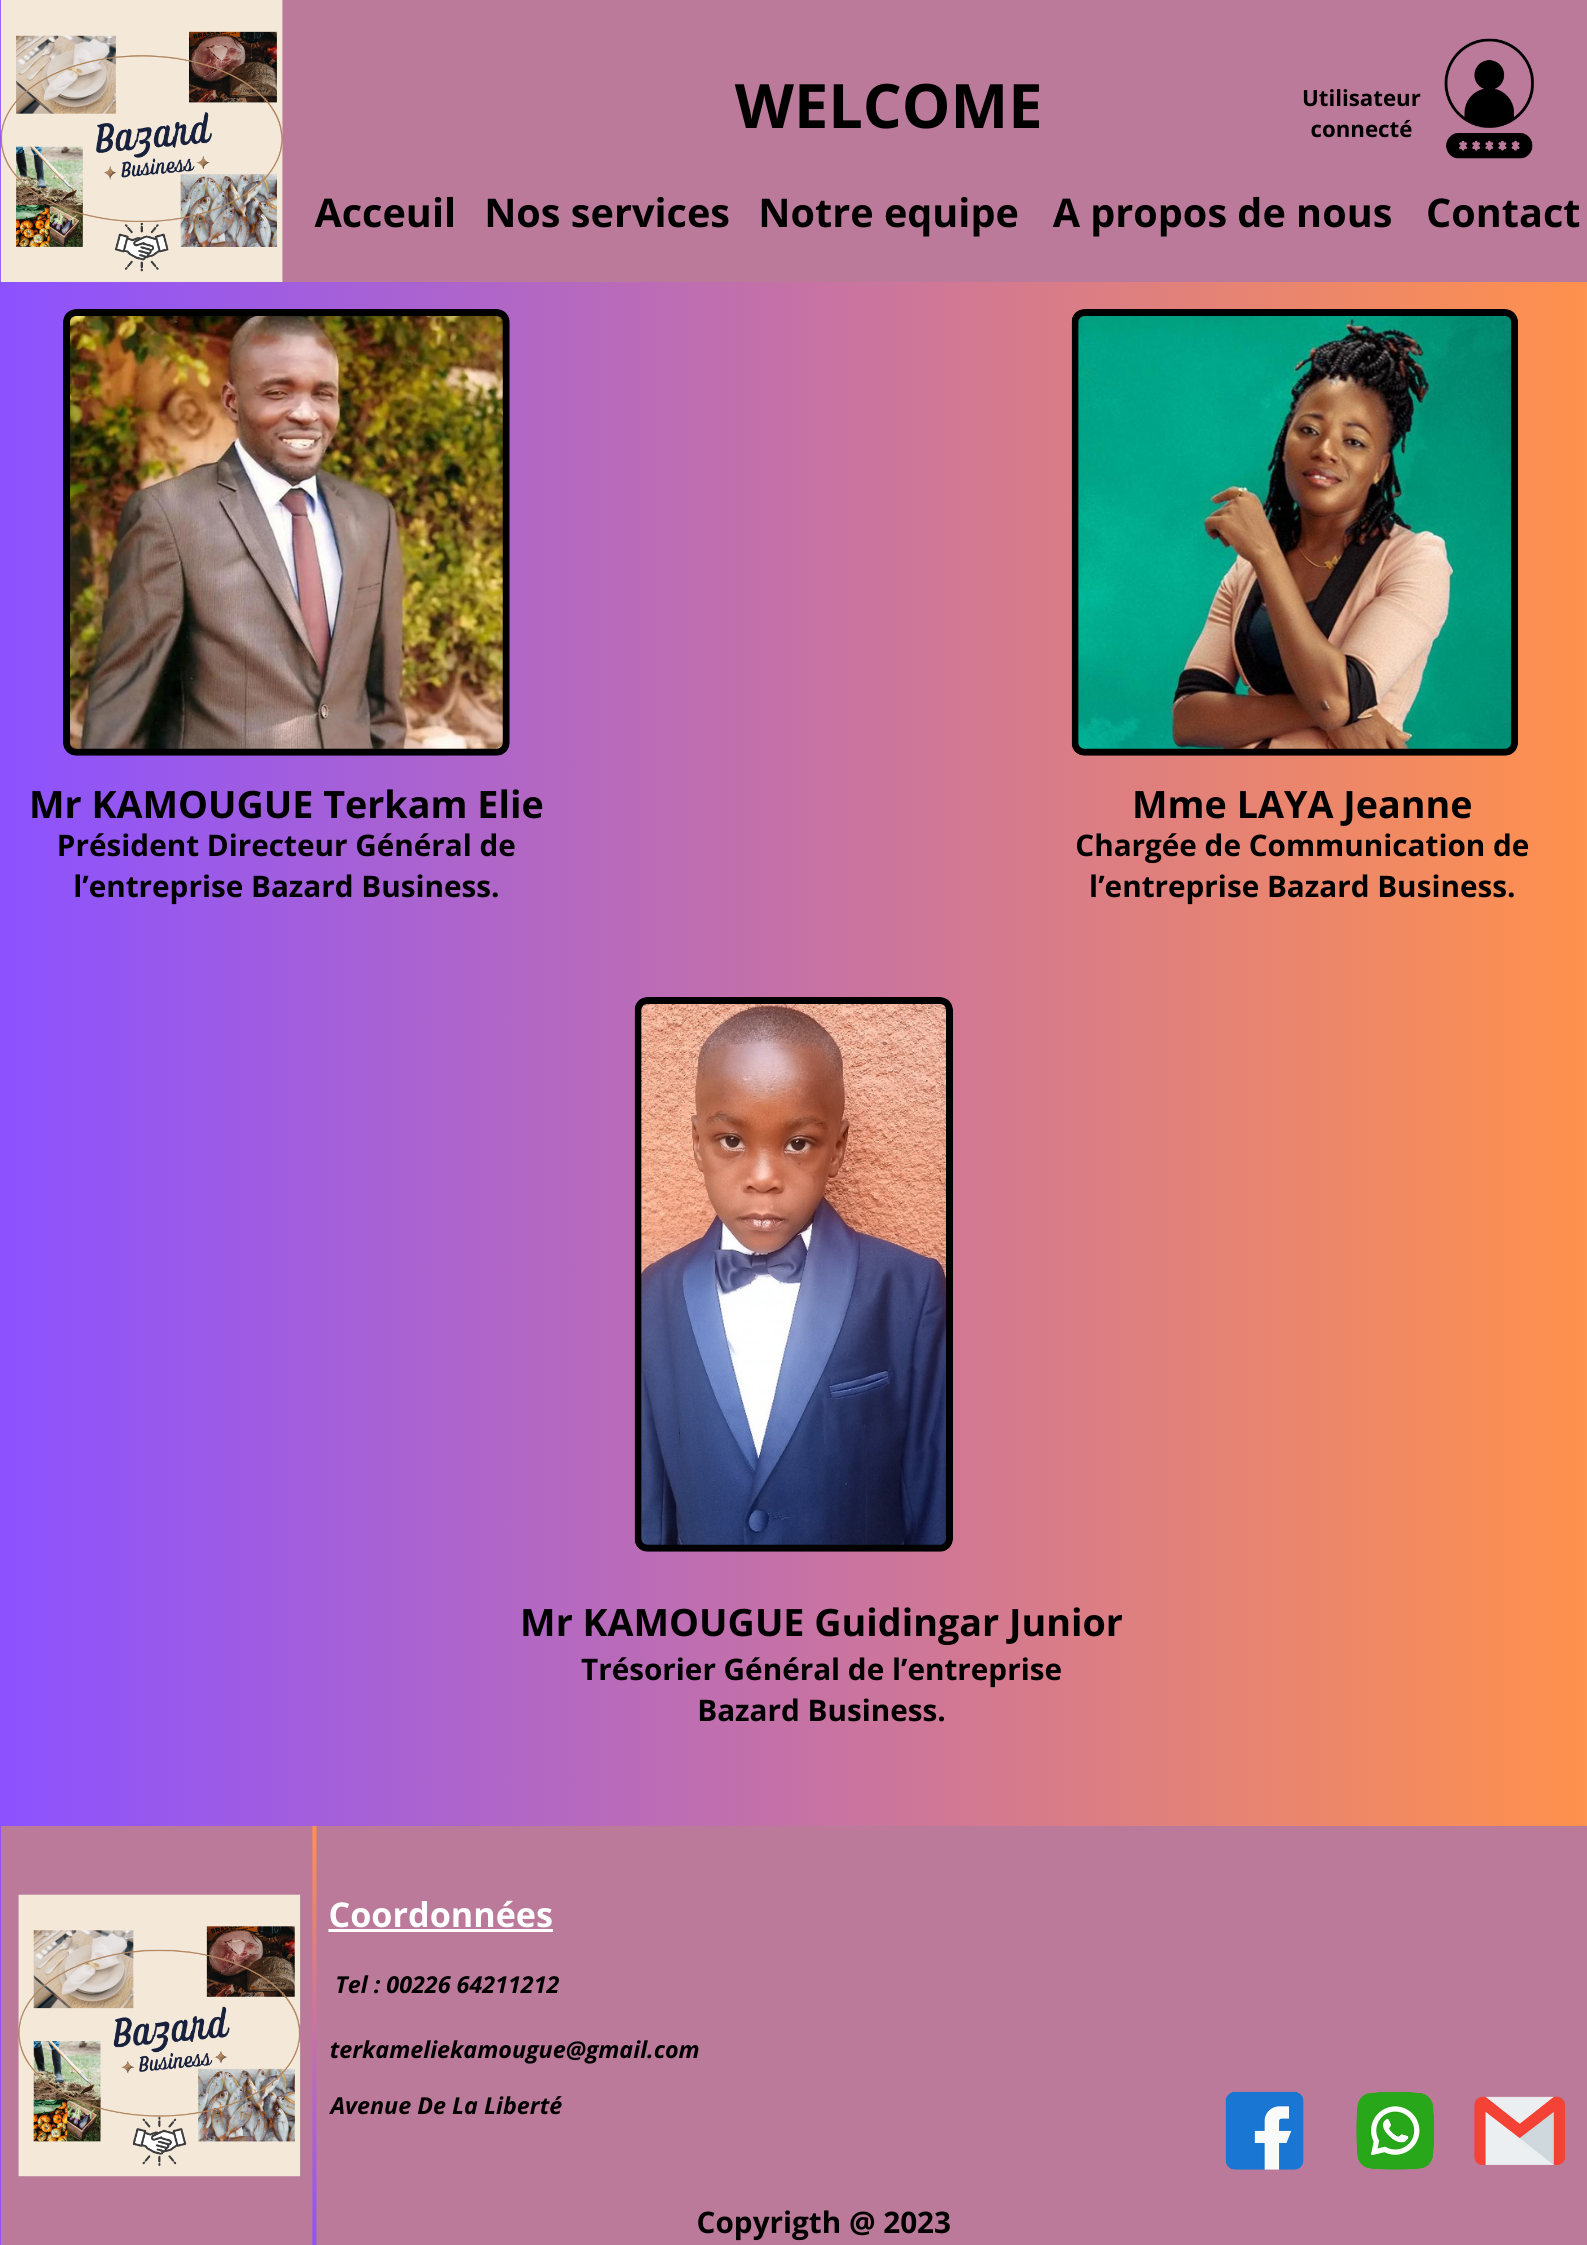 Bazard
Business
WELCOME
Utilisateur
connecté
*****
Acceuil Nos services Notre equipe A propos de nous Contact
Mr KAMOUGUE Terkam Elie
Président Directeur Général de
l’entreprise Bazard Business.
Mme LAYA Jeanne
Chargée de Communication de
l’entreprise Bazard Business.
Mr KAMOUGUE Guidingar Junior
Trésorier Général de l’entreprise
Bazard Business.
Bazard
Business
Coordonnées
Tel : 00226 64211212
terkameliekamougue@gmail.com
Avenue De La Liberté
Copyrigth @ 2023